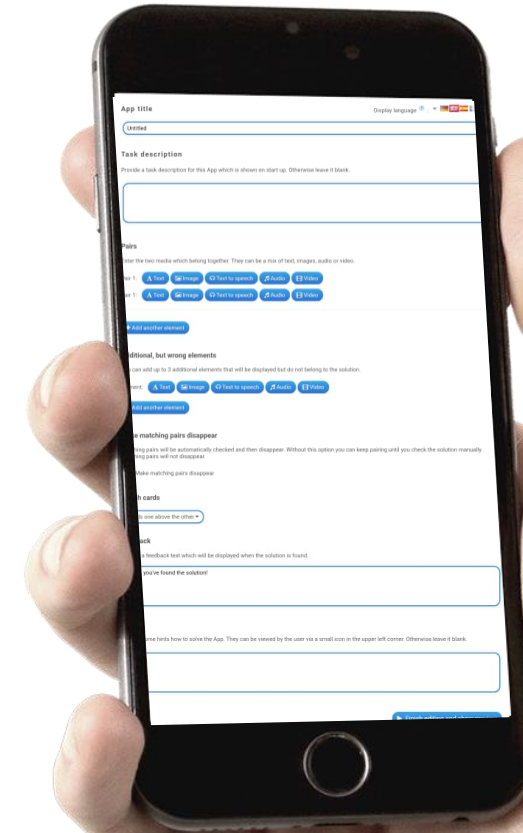 App title
Display language
Untitled
Task description
Provide a task description for this App which is shown on start up. Otherwise leave it blank.
Pairs
Enter the two media which belong together. They can be a mix of text, images, audio or video.
1: A Text Image Text to speech Audio Video
1: A Text Image Text to speech Audio Video
Add another element
ditional, but wrong elements
can add up to 3 additional elements that will be displayed but do not belong to the solution.
ment: A Text Image Text to speech Audio Video
Add another element
e matching pairs disappear
hing pairs will be automatically checked and then disappear. Without this option you can keep pairing until you check the solution manually.
hing pairs will not disappear.
Make matching pairs disappear
h cards
s one above the other
ack
a feedback text which will be displayed when the solution is found.
you've found the solution!
ome hints how to solve the App. They can be viewed by the user via a small icon in the upper left corner. Otherwise leave it blank.
Finish editing and show